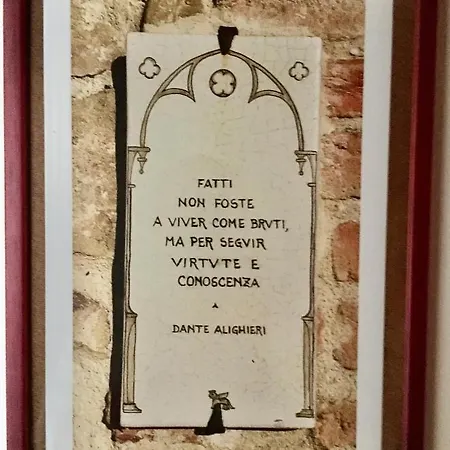 FATTI
NON FOSTE
A VIVER COME BRVTI,
MA PER SEGVIR
VIRTVTE E
CONOSCENZA
DANTE ALIGHIERI